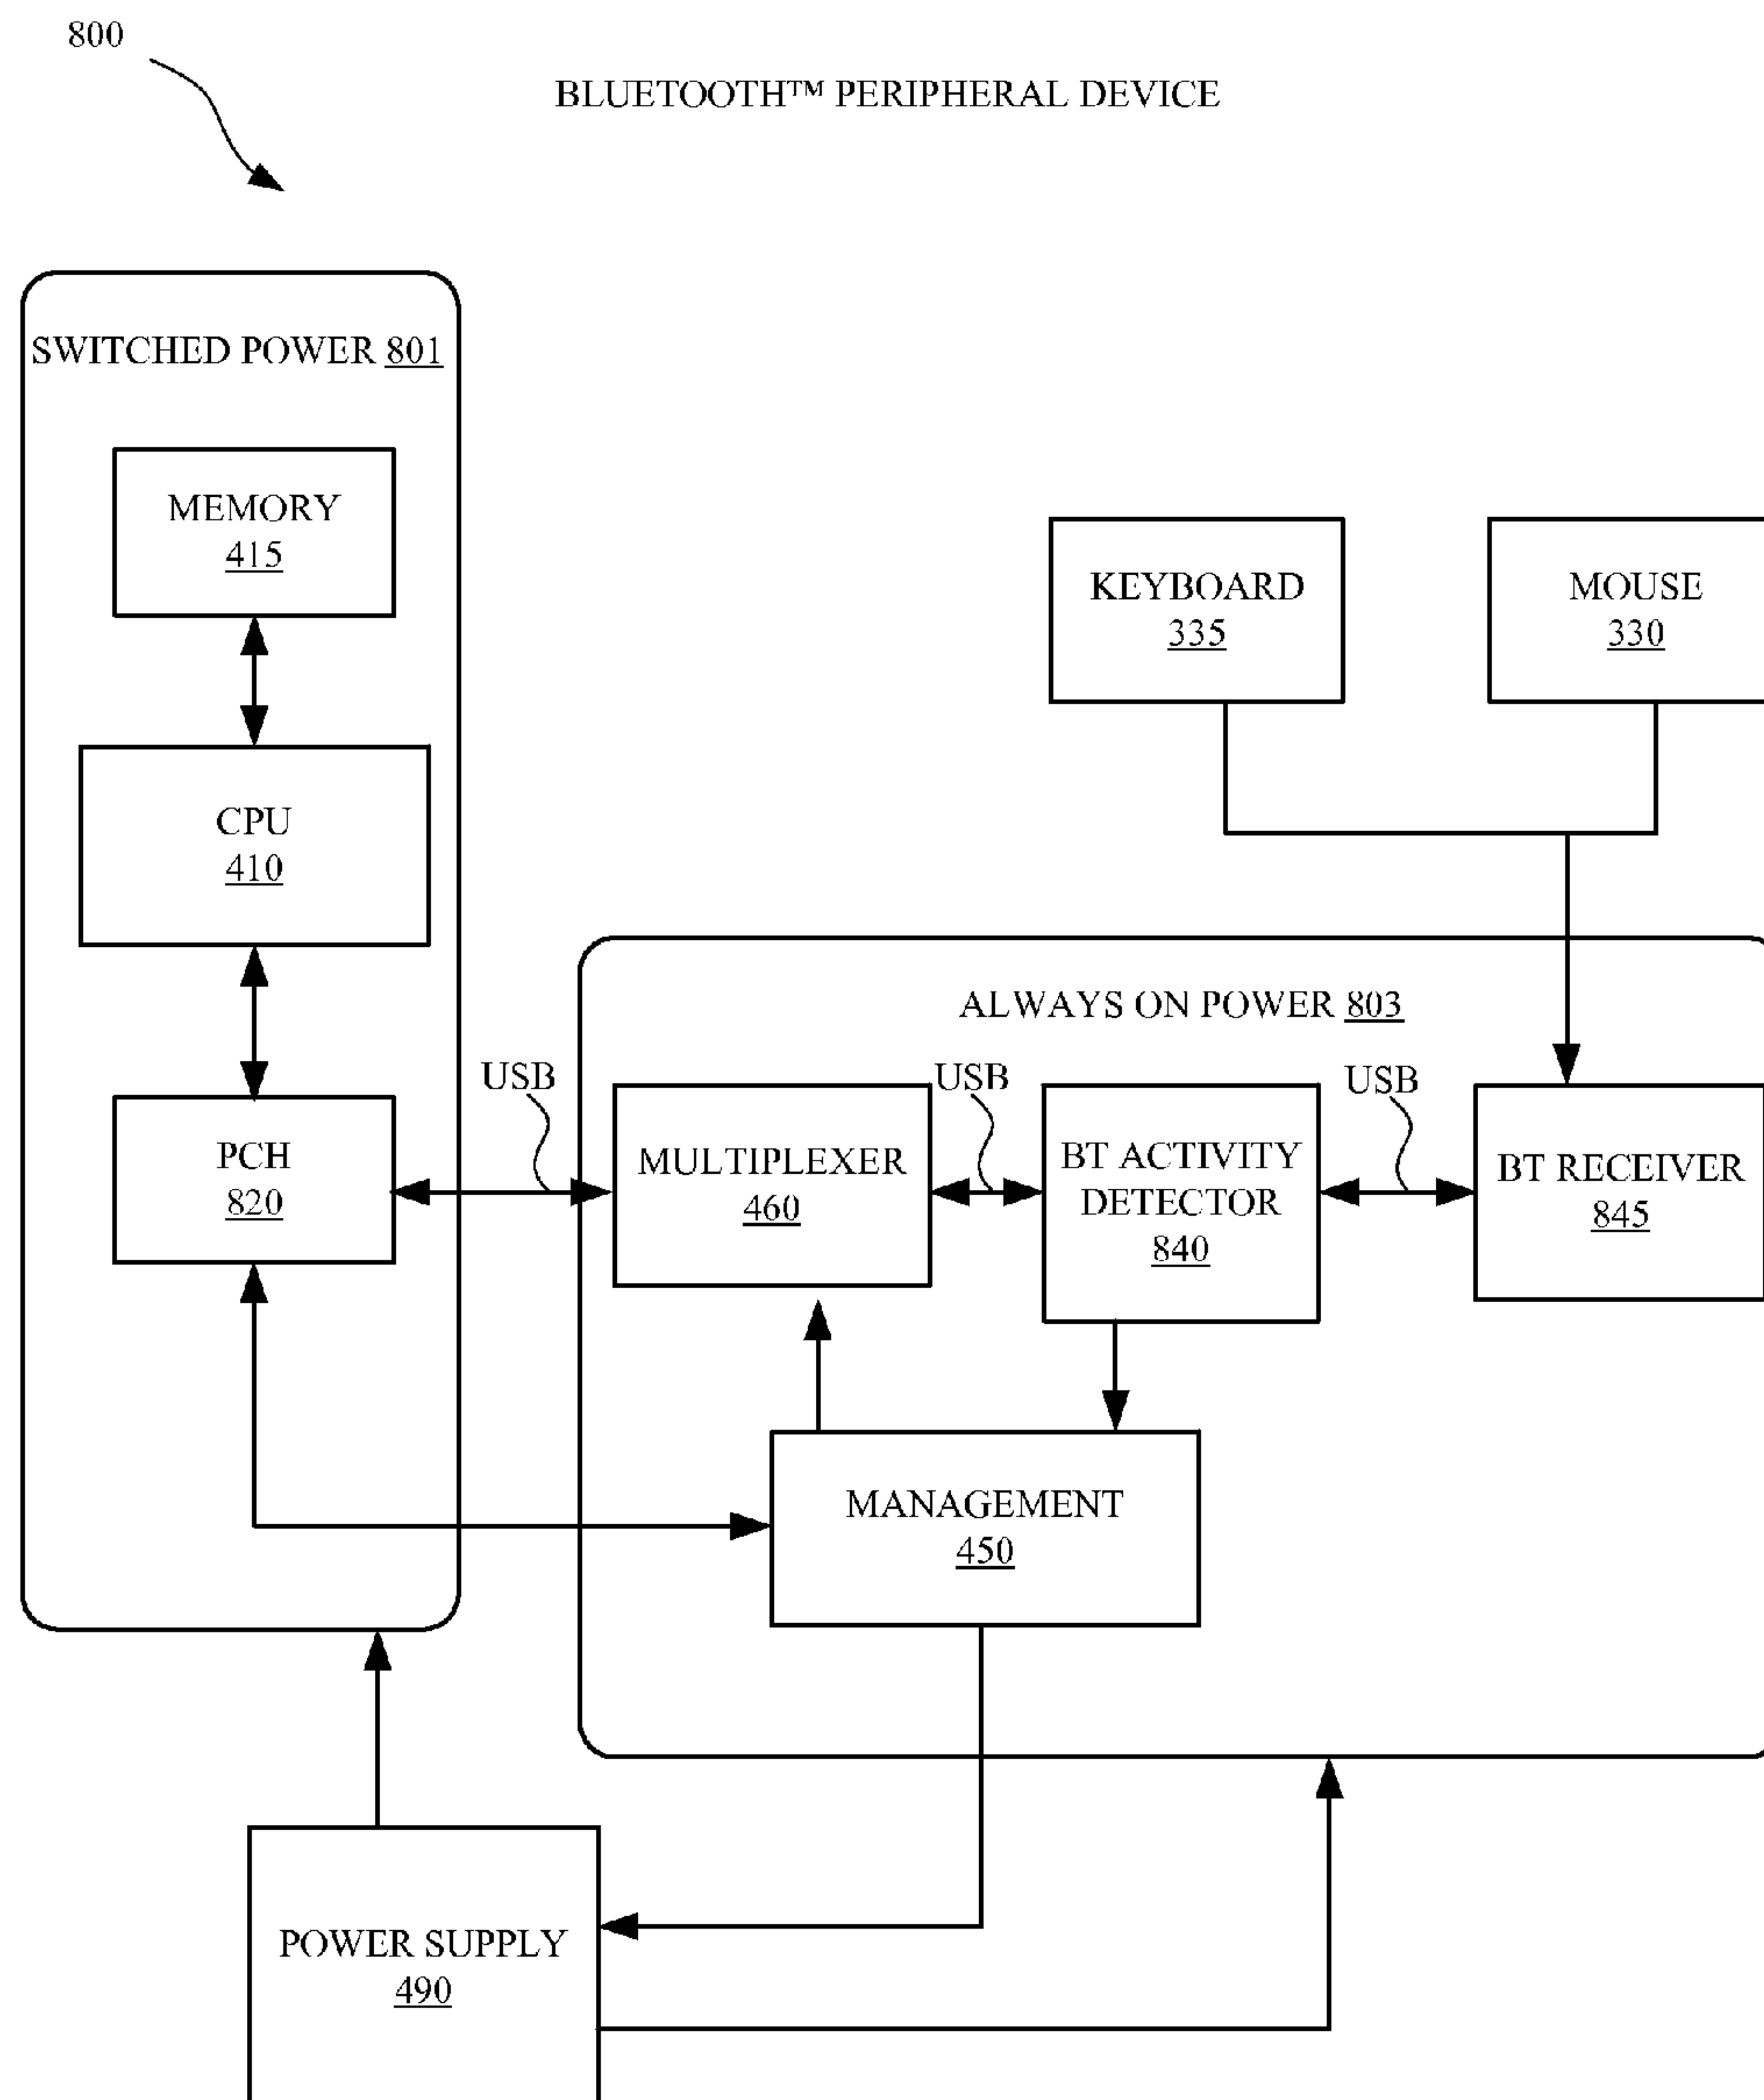 800
BLUETOOTH™ PERIPHERAL DEVICE
SWITCHED POWER 801
MEMORY
415
KEYBOARD
335
MOUSE
330
CPU
410
ALWAYS ON POWER 803
USB
USB
USB
PCH
820
MULTIPLEXER
460
BT ACTIVITY
DETECTOR
840
BT RECEIVER
845
MANAGEMENT
450
POWER SUPPLY
490